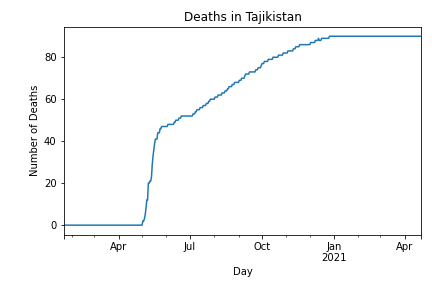 Deaths in Tajikistan
Number of Deaths
80
60
40
20
0
Apr Jul Oct Jan Apr
2021
Day